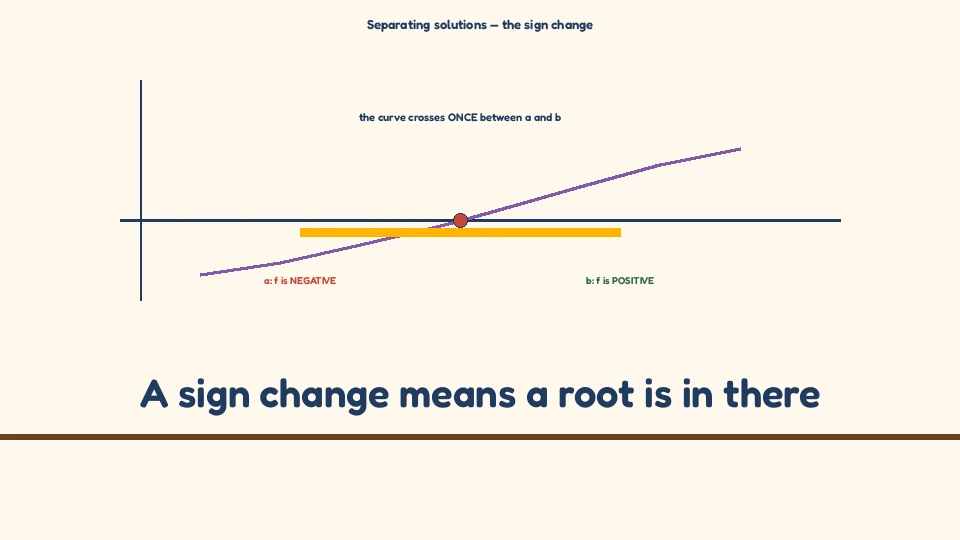 Separating solutions — the sign change
the curve crosses ONCE between a and b
a: f is NEGATIVE
b: f is POSITIVE
A sign change means a root is in there